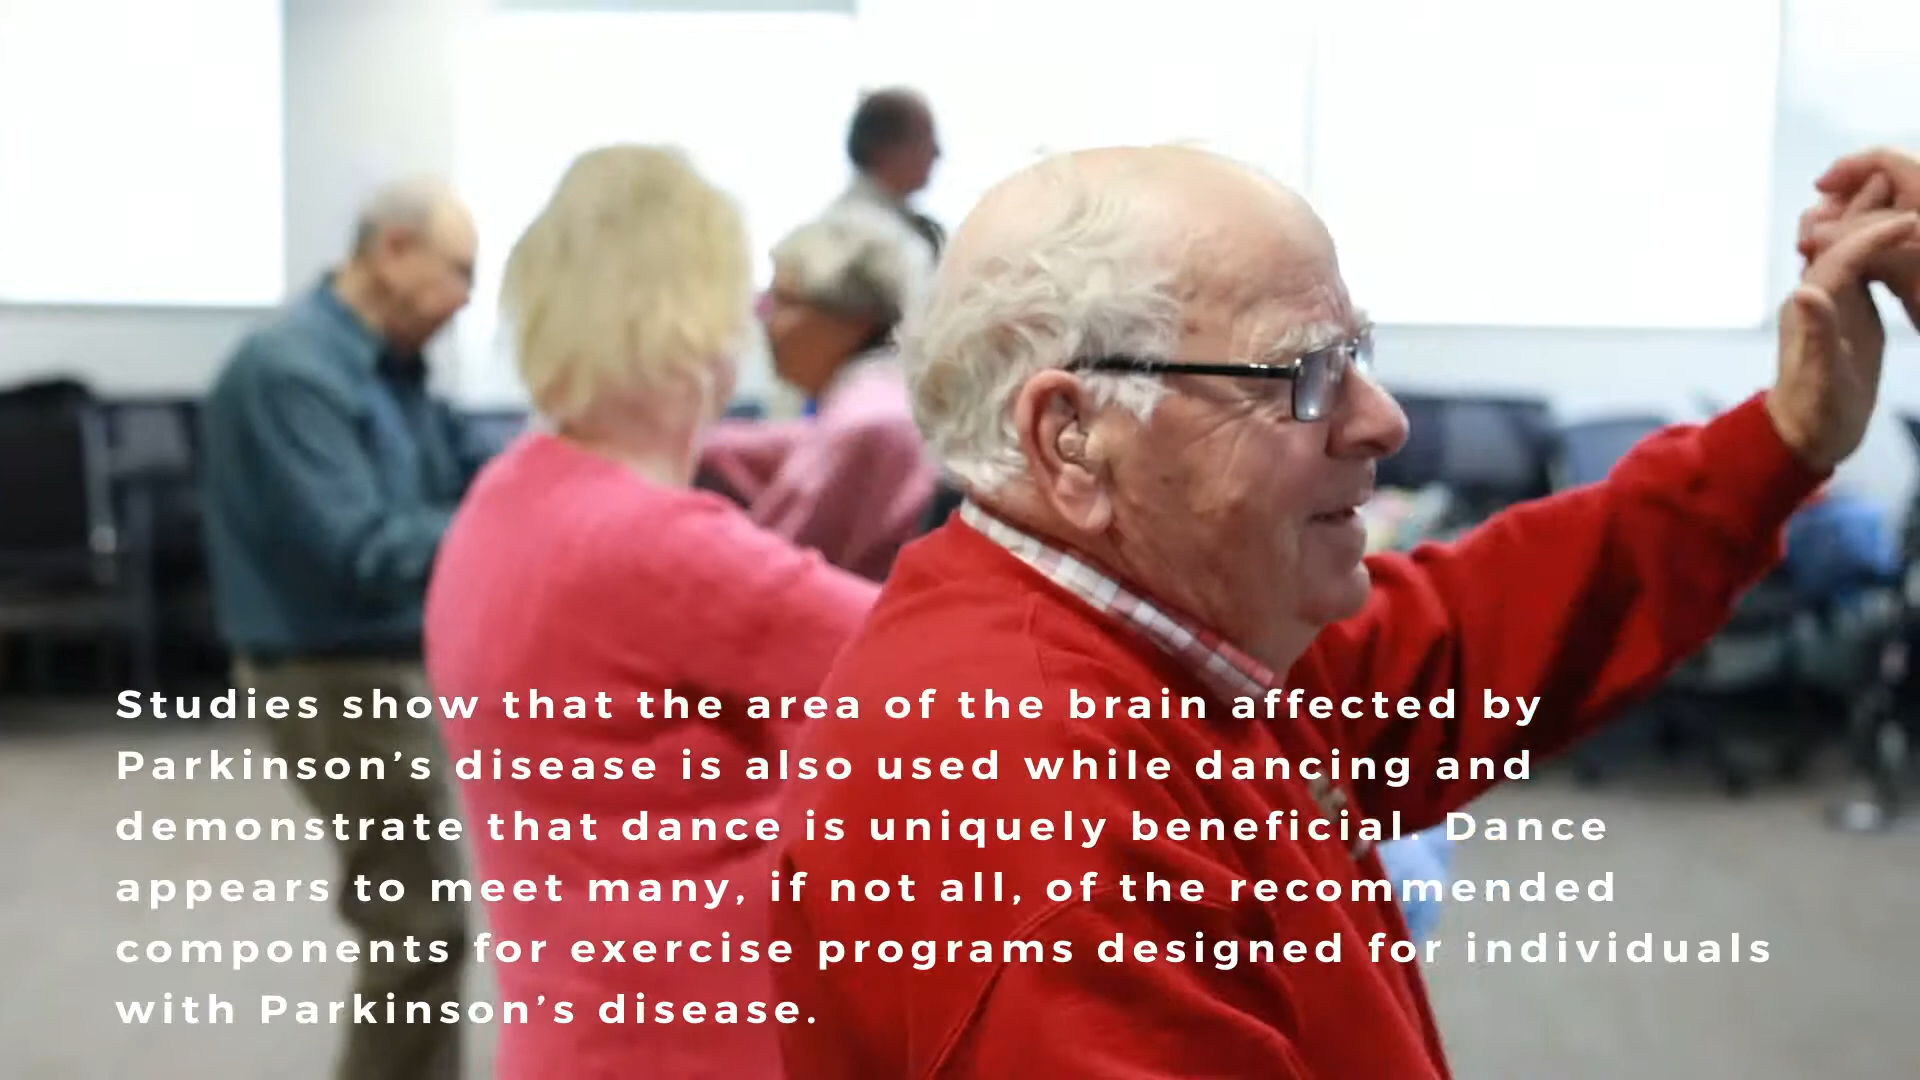 Studies show that the area of the brain affected by
Parkinson’s disease is also used while dancing and
demonstrate that dance is uniquely beneficial. Dance
appears to meet many, if not all, of the recommended
components for exercise programs designed for individuals
with Parkinson’s disease.